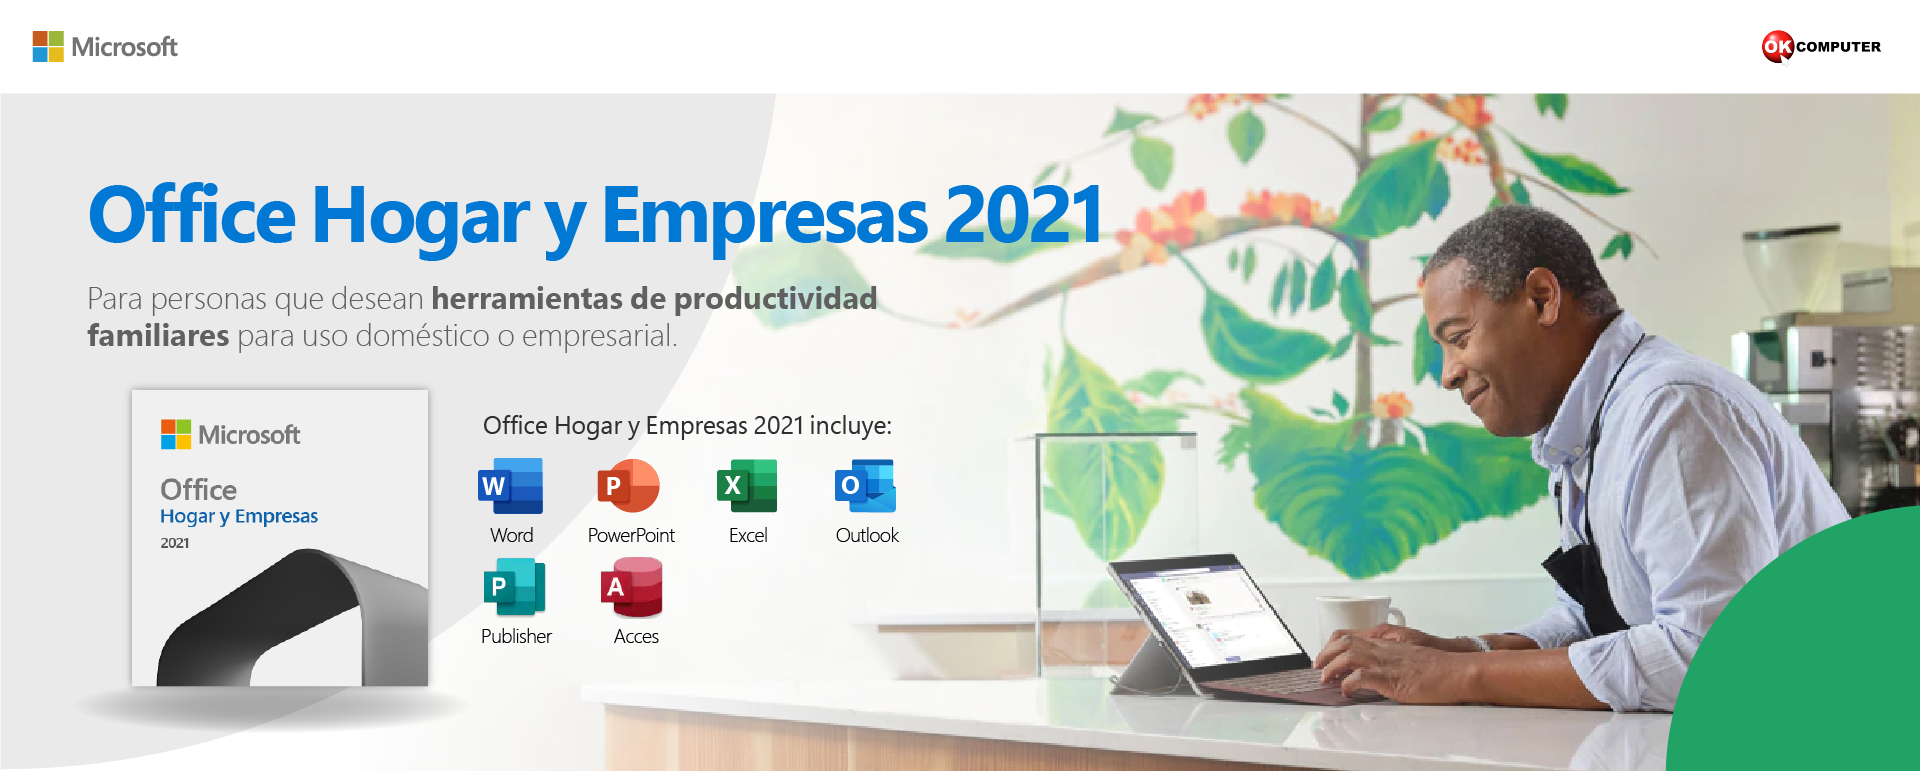 Microsoft
OK COMPUTER
Office Hogar y Empresas 2021
Para personas que desean herramientas de productividad
familiares para uso doméstico o empresarial.
Microsoft
Office
Hogar y Empresas
2021
Office Hogar y Empresas 2021 incluye:
W P X O
Word PowerPoint Excel Outlook
P A
Publisher Acces